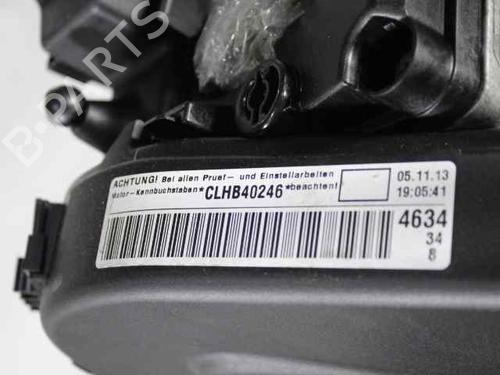 B-PARTS
ACHTUNG! Bei allen Pruef- und Einstellarbeiten
Motor-Kennbuchstaben*CLHB40246*beachten!
05.11.13
19:05:41
4634
34
8